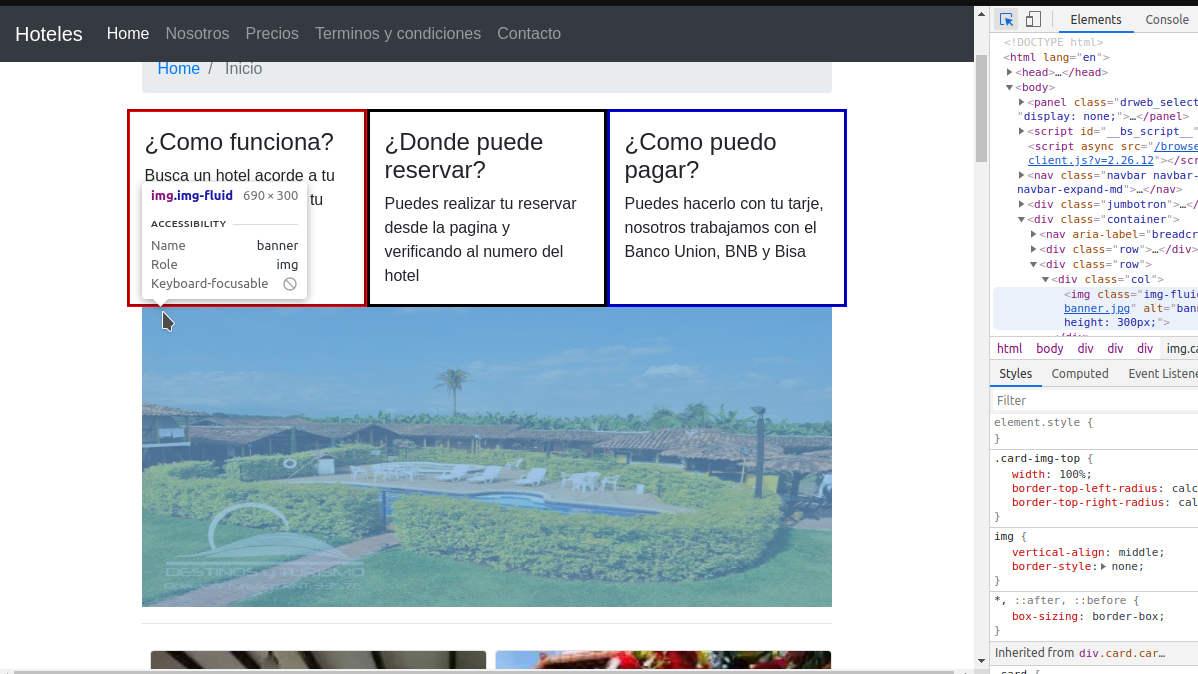 Hoteles Home Nosotros Precios Terminos y condiciones Contacto
Home / Inicio
¿Como funciona?
Busca un hotel acorde a tu
tu
img.img-fluid 690 × 300
ACCESSIBILITY
Name banner
Role img
Keyboard-focusable
¿Donde puede
reservar?
Puedes realizar tu reservar
desde la pagina y
verificando al numero del
hotel
¿Como puedo
pagar?
Puedes hacerlo con tu tarje,
nosotros trabajamos con el
Banco Union, BNB y Bisa
DESTINOS y TURISMO
Elements Console
<!DOCTYPE html>
<html lang="en">
<head>…</head>
<body>
<panel class="drweb_select
"display: none;">…</panel>
<script id="__bs_script__"
<script async src="/browse
client.js?v=2.26.12"></scr
<nav class="navbar navbar-
navbar-expand-md">…</nav>
<div class="jumbotron">…</
<div class="container">
<nav aria-label="breadcr
<div class="row">…</div>
<div class="row">
<div class="col">
<img class="img-flui
banner.jpg" alt="ban
height: 300px;">
html body div div div img.ca
Styles Computed Event Listene
Filter
element.style {
}
.card-img-top {
width: 100%;
border-top-left-radius: calc
border-top-right-radius: cal
}
img {
vertical-align: middle;
border-style: none;
}
*, ::after, ::before {
box-sizing: border-box;
}
Inherited from div.card.car…
.card {